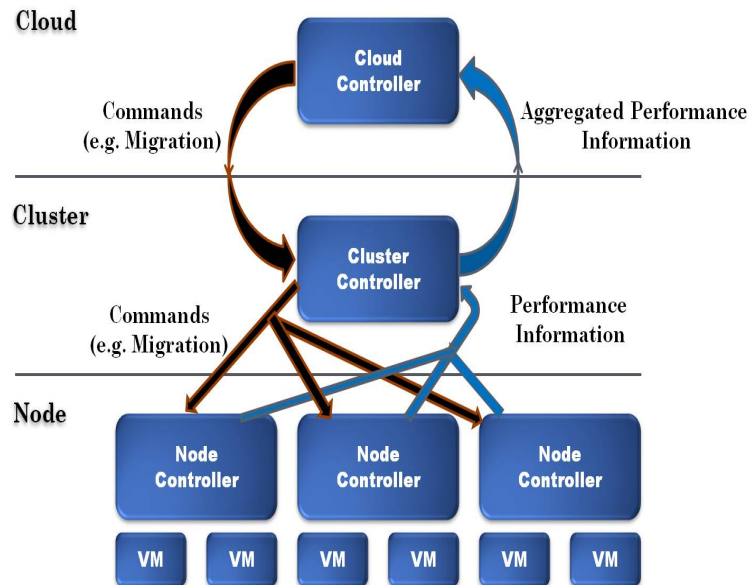 Cloud
Cloud
Controller
Commands
(e.g. Migration)
Aggregated Performance
Information
Cluster
Cluster
Controller
Commands
(e.g. Migration)
Performance
Information
Node
Node
Controller
Node
Controller
Node
Controller
VM
VM
VM
VM
VM
VM